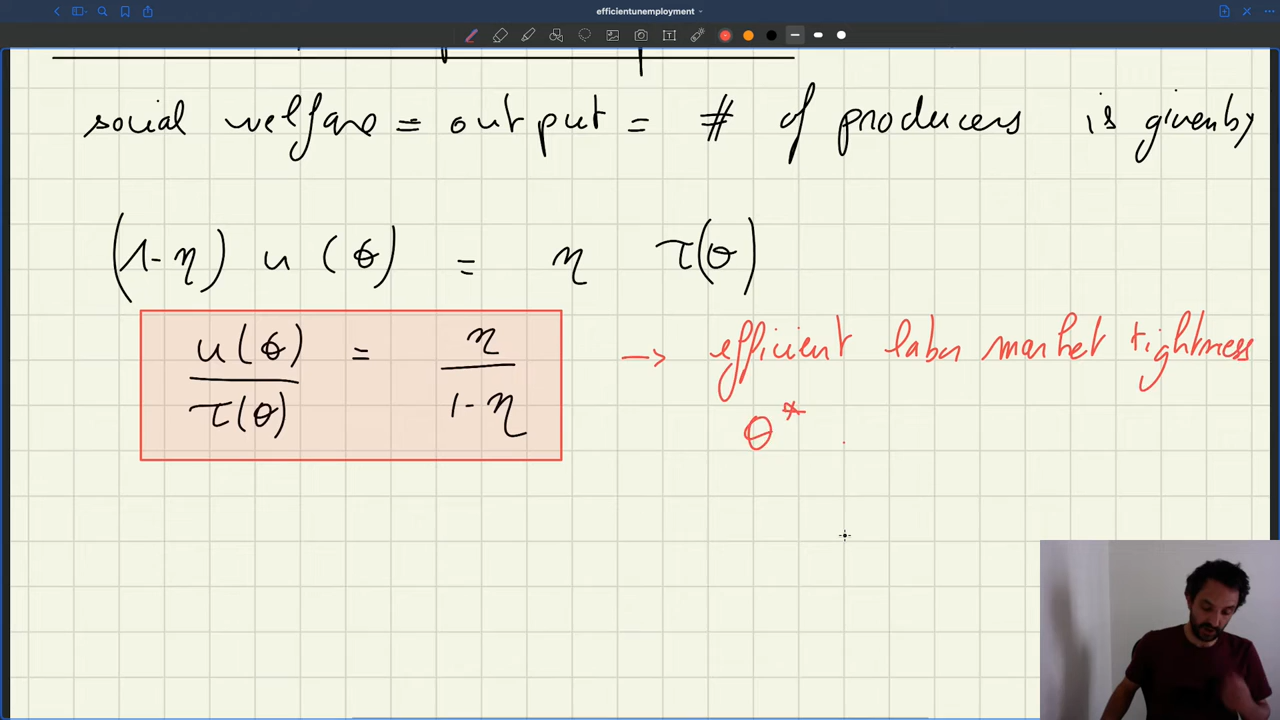 efficientunemployment
social welfare = output = # of producers is given by
(1-η) u (θ) = η τ(θ)
u(θ) / τ(θ) = η / 1-η → efficient labor market tightness
θ*